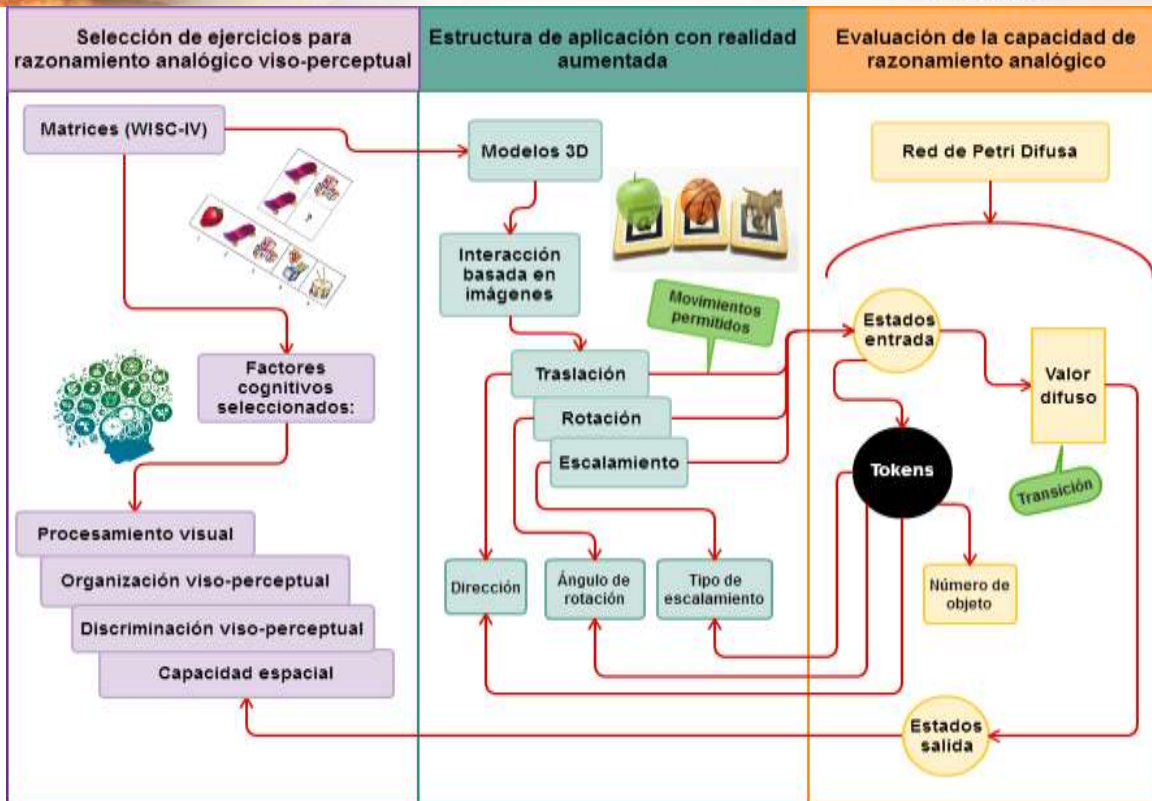 Selección de ejercicios para
razonamiento analógico viso-perceptual
Estructura de aplicación con realidad
aumentada
Evaluación de la capacidad de
razonamiento analógico
Matrices (WISC-IV)
Factores
cognitivos
seleccionados:
Procesamiento visual
Organización viso-perceptual
Discriminación viso-perceptual
Capacidad espacial
Modelos 3D
Interacción
basada en
imágenes
Movimientos
permitidos
Traslación
Rotación
Escalamiento
Dirección
Ángulo de
rotación
Tipo de
escalamiento
Red de Petri Difusa
Estados
entrada
Valor
difuso
Tokens
Transición
Número de
objeto
Estados
salida